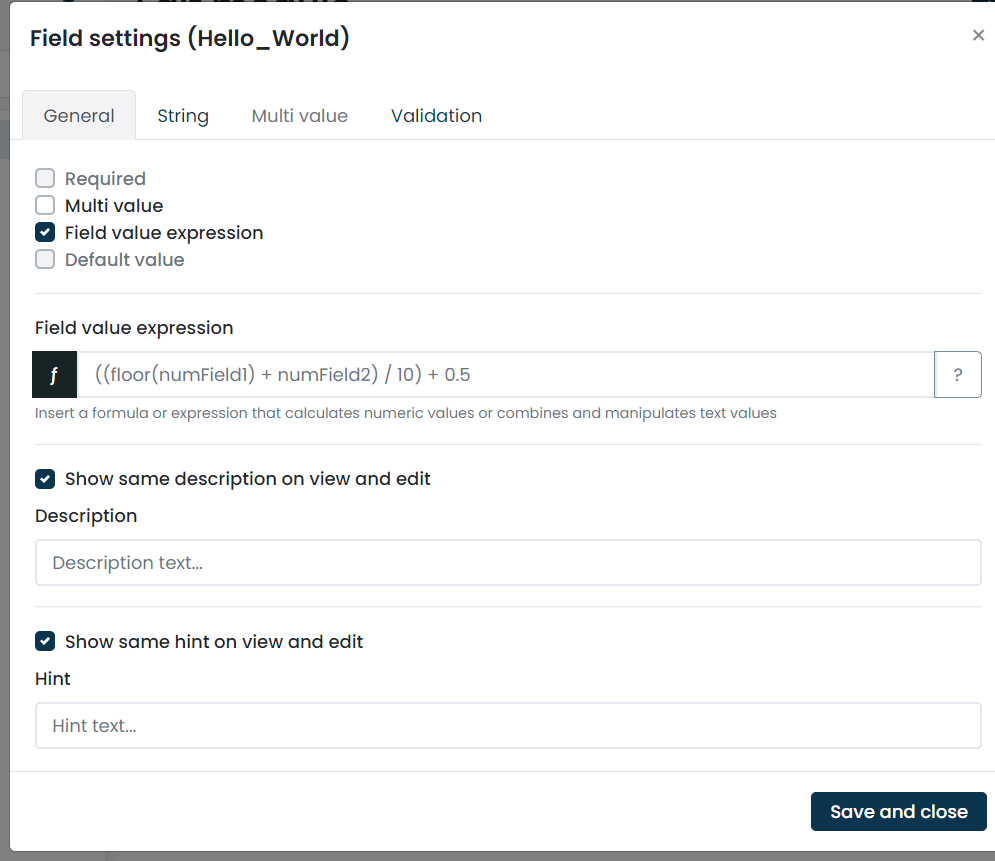 Field settings (Hello_World)
×
General String Multi value Validation
Required
Multi value
Field value expression
Default value
Field value expression
f ((floor(numField1) + numField2) / 10) + 0.5 ?
Insert a formula or expression that calculates numeric values or combines and manipulates text values
Show same description on view and edit
Description
Description text...
Show same hint on view and edit
Hint
Hint text...
Save and close